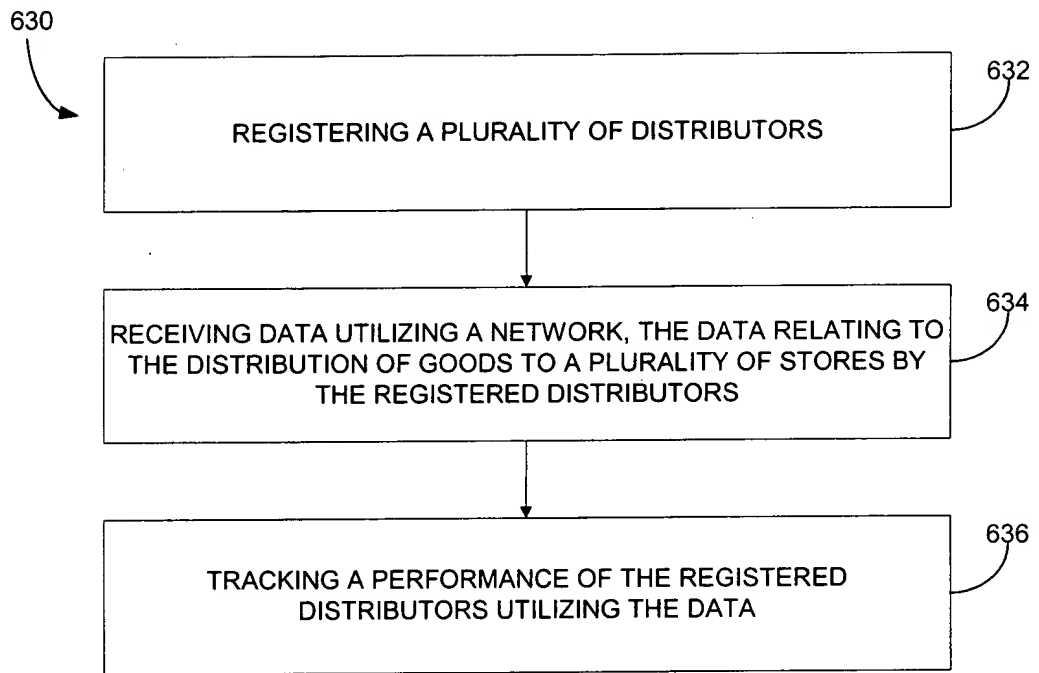 630
632
REGISTERING A PLURALITY OF DISTRIBUTORS
634
RECEIVING DATA UTILIZING A NETWORK, THE DATA RELATING TO
THE DISTRIBUTION OF GOODS TO A PLURALITY OF STORES BY
THE REGISTERED DISTRIBUTORS
636
TRACKING A PERFORMANCE OF THE REGISTERED
DISTRIBUTORS UTILIZING THE DATA